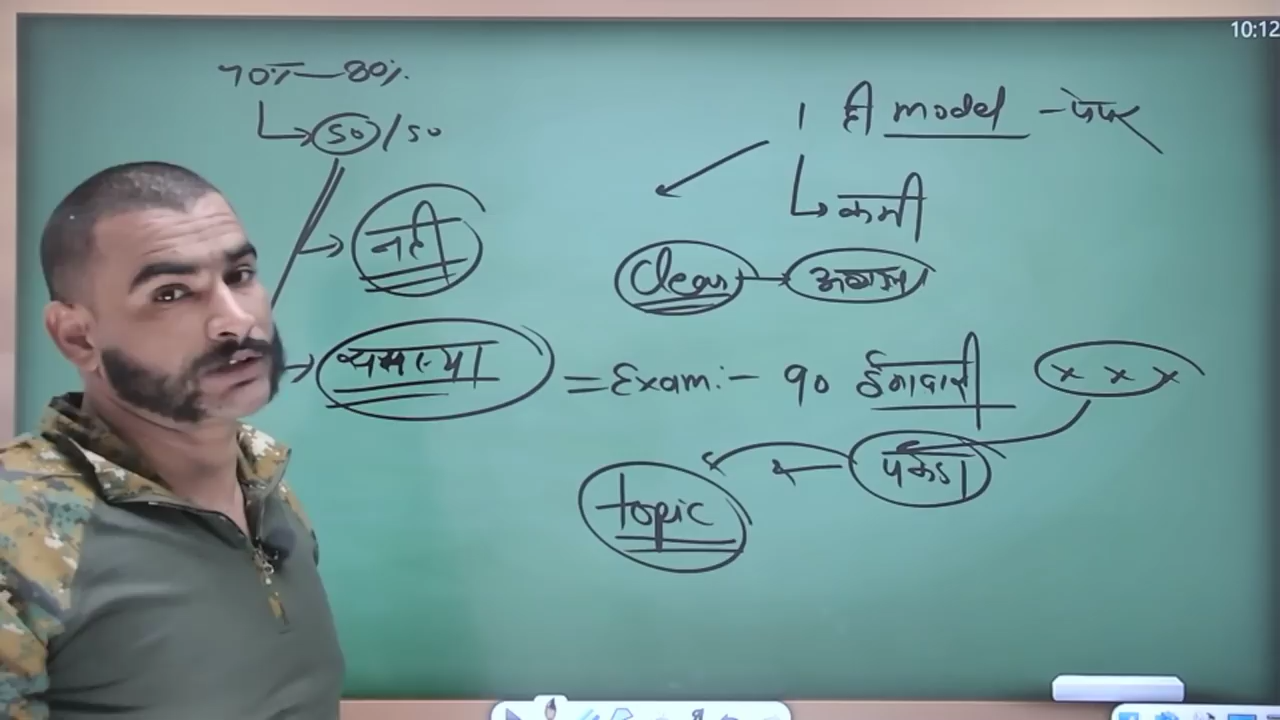 10:12
70%—80%.
50/50
1 ही model -पेपर
कमी
नही
clear — अवघड
समस्या = Exam:- 90 ईमानदारी x x x
पकडा
topic